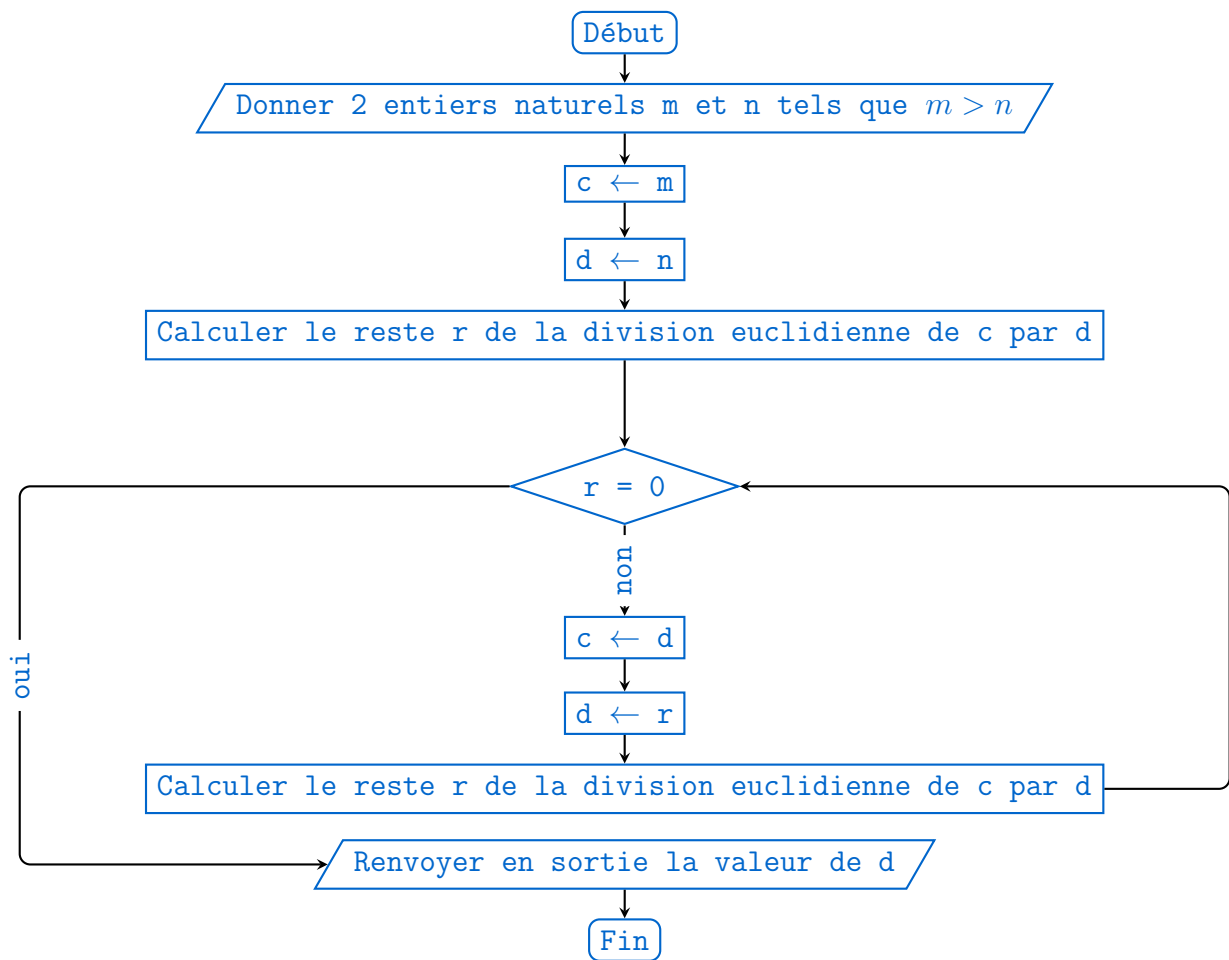 Début
Donner 2 entiers naturels m et n tels que m > n
c ← m
d ← n
Calculer le reste r de la division euclidienne de c par d
r = 0
non
c ← d
oui
d ← r
Calculer le reste r de la division euclidienne de c par d
Renvoyer en sortie la valeur de d
Fin